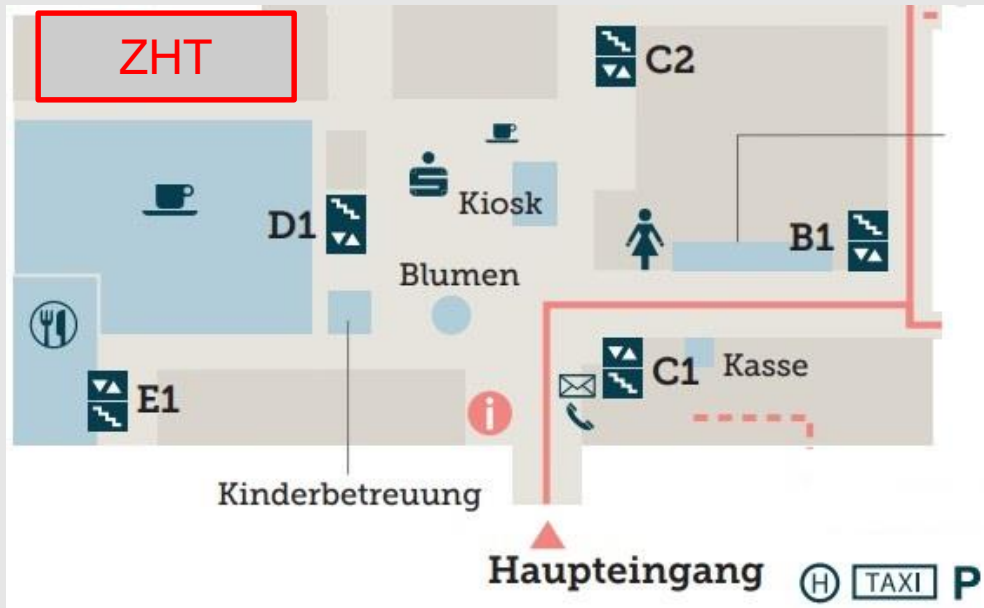 ZHT
C2
Kiosk
D1
B1
Blumen
C1
Kasse
E1
i
Kinderbetreuung
Haupteingang
H TAXI P